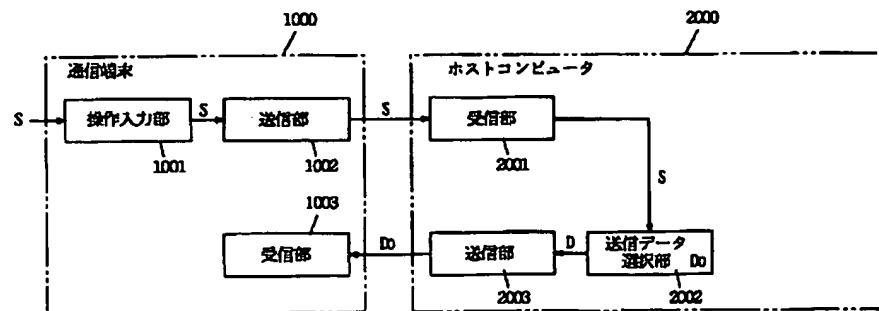 1000
2000
通信端末
ホストコンピュータ
S
操作入力部
S
送信部
S
受信部
1001
1002
2001
S
1003
受信部
Do
送信部
D
送信データ
選択部 Do
2003
2002